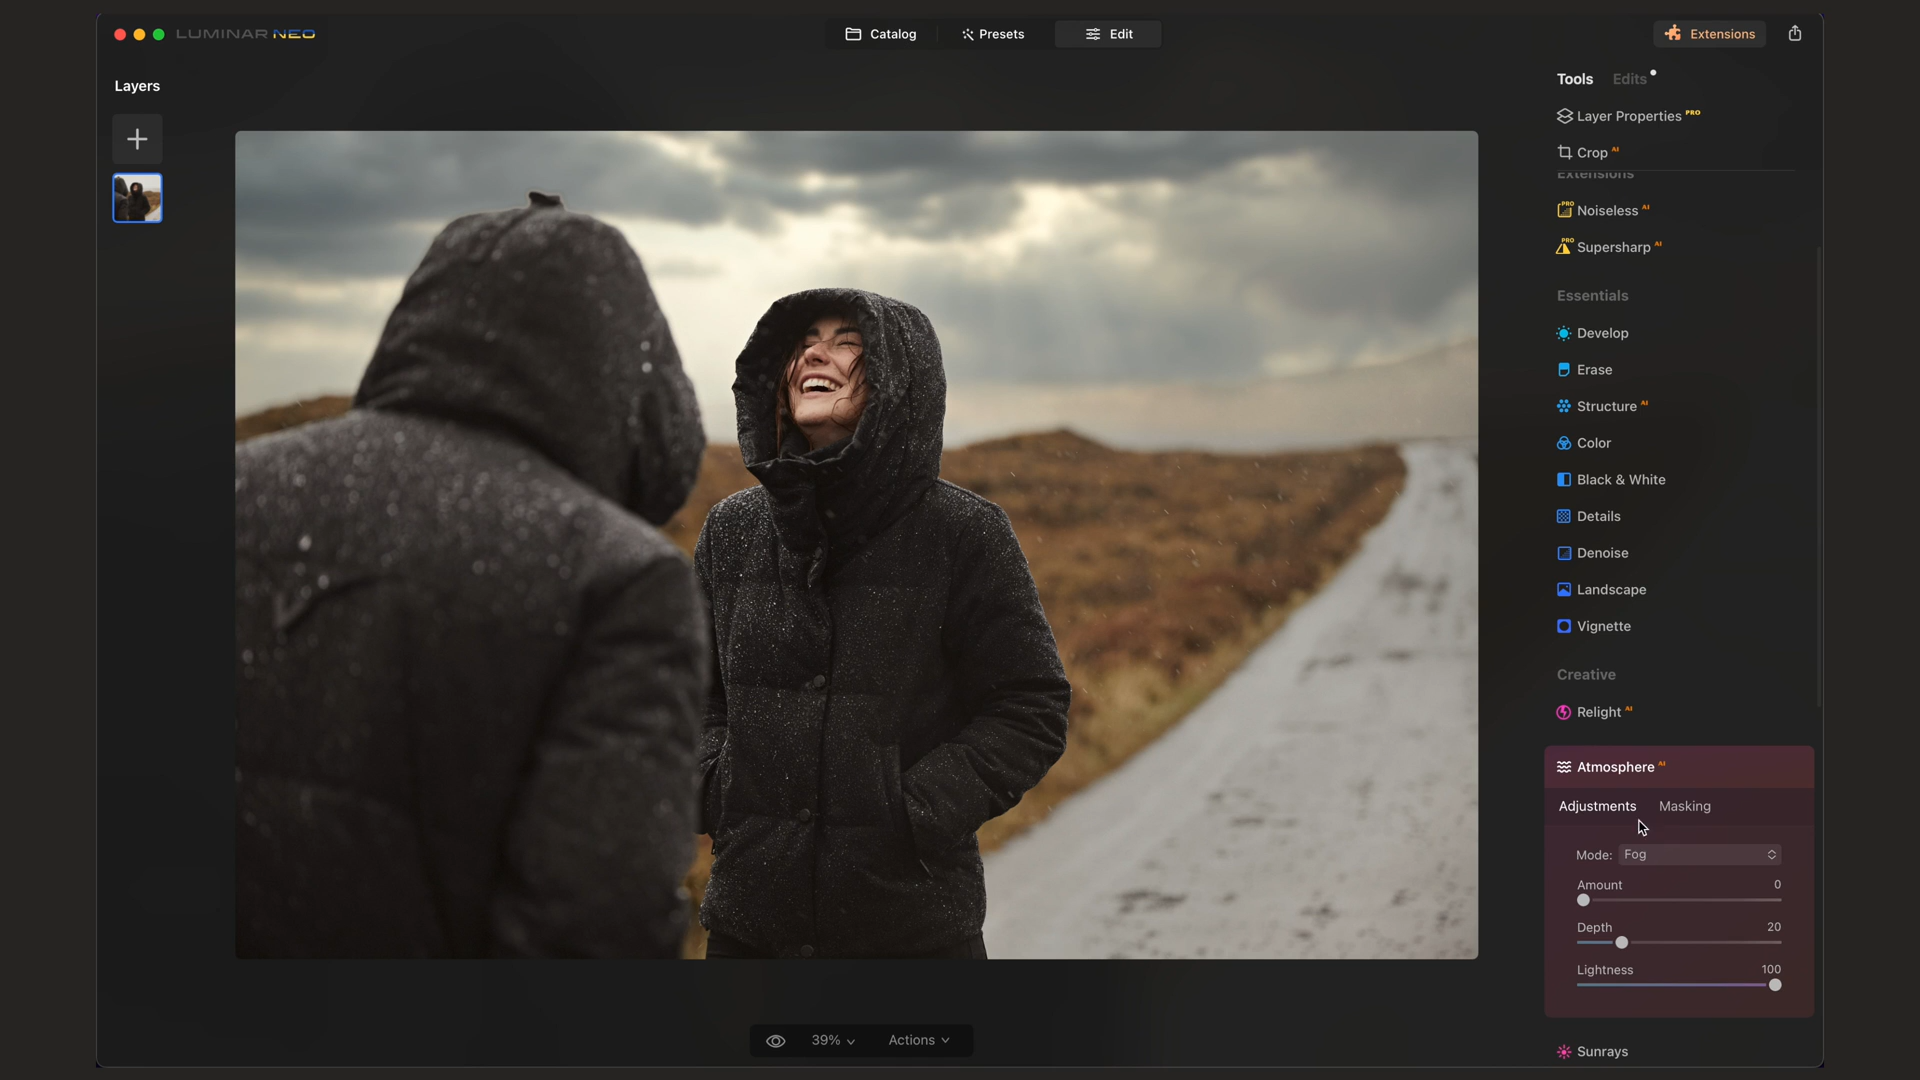 LUMINAR NEO
Catalog
Presets
Edit
Extensions
Layers
Tools
Edits
Layer Properties PRO
Crop AI
Extensions
PRO Noiseless AI
PRO Supersharp AI
Essentials
Develop
Erase
Structure AI
Color
Black & White
Details
Denoise
Landscape
Vignette
Creative
Relight AI
Atmosphere AI
Adjustments
Masking
Mode: Fog
Amount 0
Depth 20
Lightness 100
Sunrays
39%
Actions